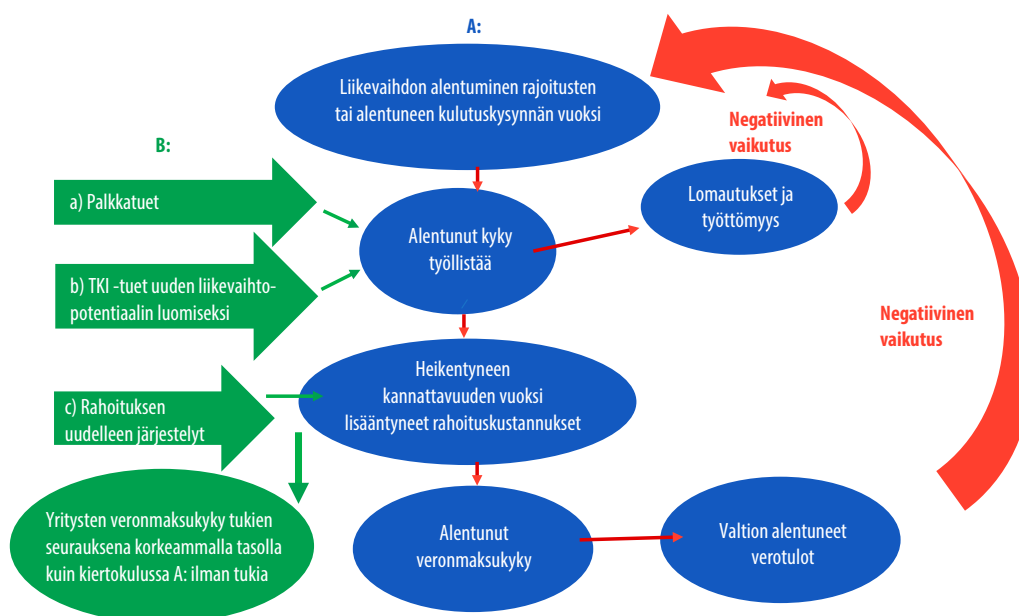 A:
Liikevaihdon alentuminen rajoitusten
tai alentuneen kulutuskysynnän vuoksi
Negatiivinen
vaikutus
B:
a) Palkkatuet
Lomautukset ja
työttömyys
Alentunut kyky
työllistää
b) TKI -tuet uuden liikevaihto-
potentiaalin luomiseksi
Negatiivinen
vaikutus
Heikentyneen
kannattavuuden vuoksi
lisääntyneet rahoituskustannukset
c) Rahoituksen
uudelleen järjestelyt
Yritysten veronmaksukyky tukien
seurauksena korkeammalla tasolla
kuin kiertokulussa A: ilman tukia
Alentunut
veronmaksukyky
Valtion alentuneet
verotulot